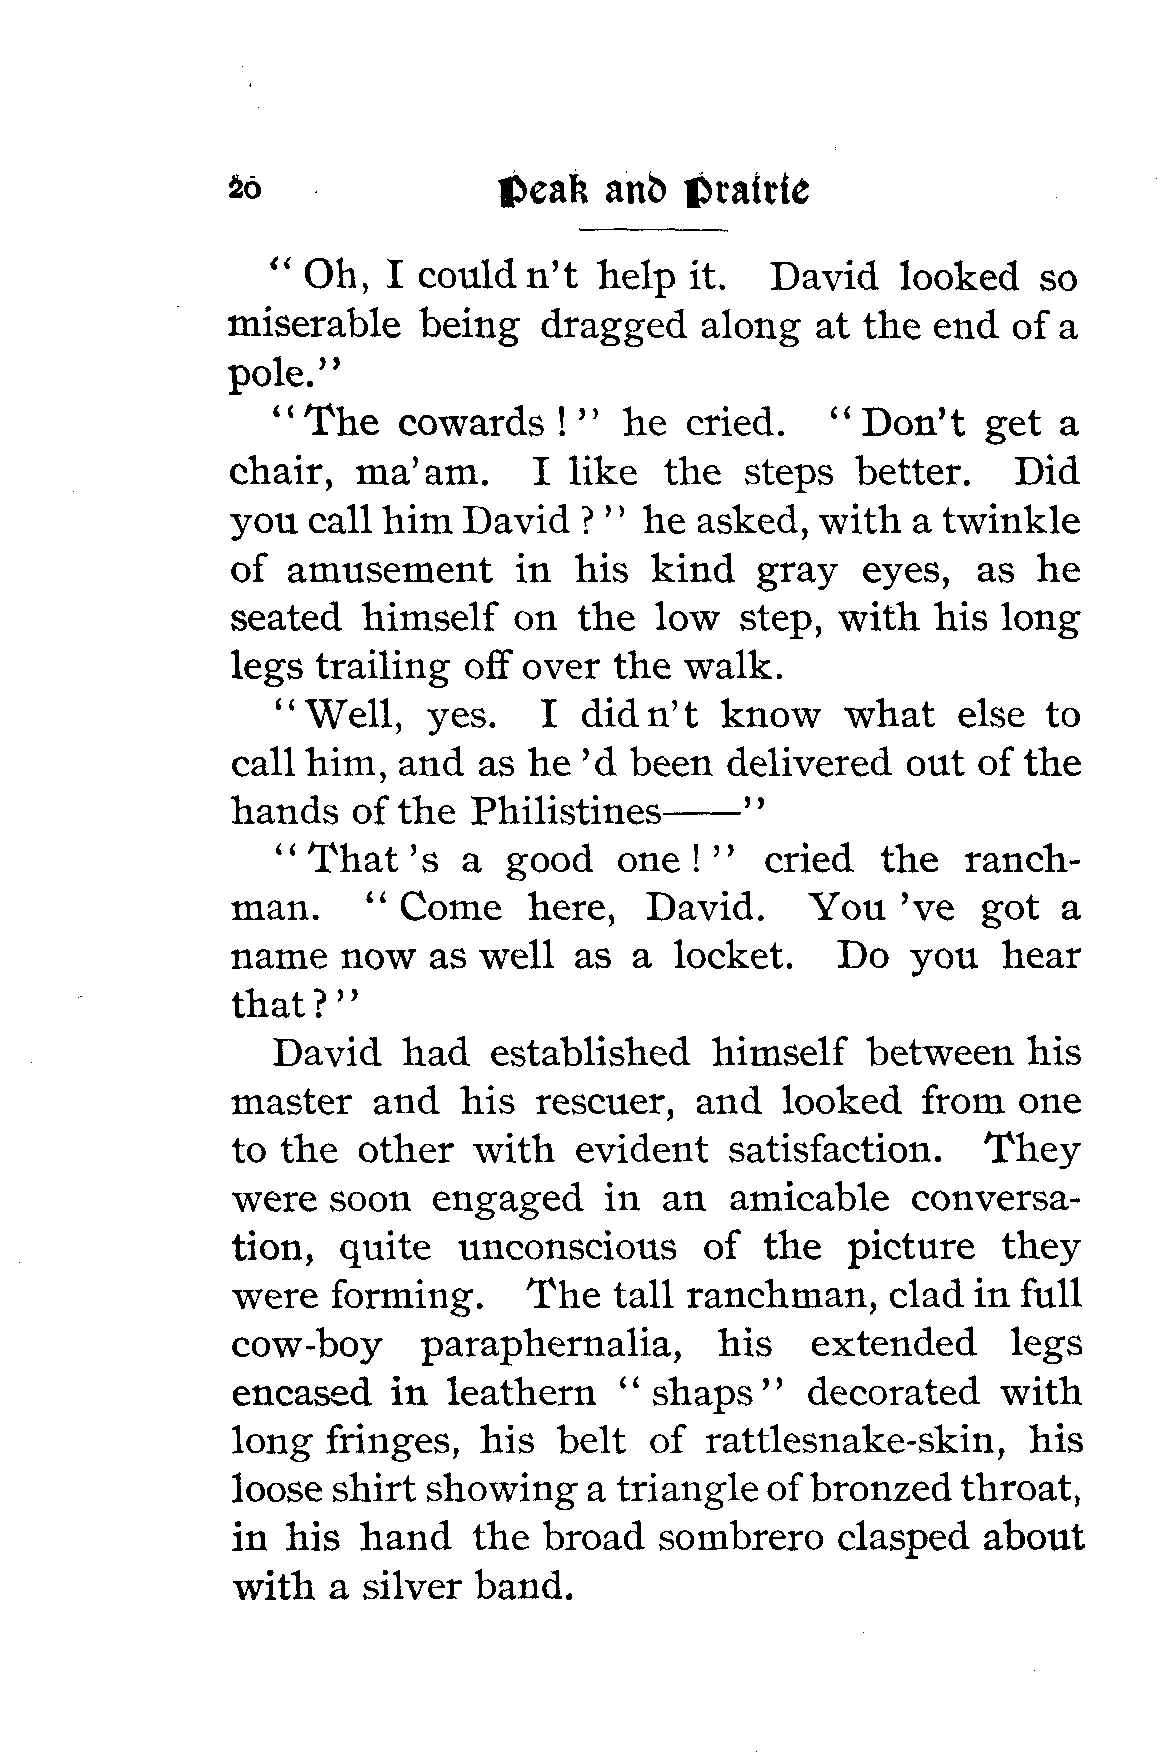 20 Peak and Prairie
" Oh, I could n't help it. David looked so
miserable being dragged along at the end of a
pole."
" The cowards ! " he cried. " Don't get a
chair, ma'am. I like the steps better. Did
you call him David ? " he asked, with a twinkle
of amusement in his kind gray eyes, as he
seated himself on the low step, with his long
legs trailing off over the walk.
" Well, yes. I did n't know what else to
call him, and as he 'd been delivered out of the
hands of the Philistines——"
" That 's a good one ! " cried the ranch-
man. " Come here, David. You 've got a
name now as well as a locket. Do you hear
that ? "
David had established himself between his
master and his rescuer, and looked from one
to the other with evident satisfaction. They
were soon engaged in an amicable conversa-
tion, quite unconscious of the picture they
were forming. The tall ranchman, clad in full
cow-boy paraphernalia, his extended legs
encased in leathern " shaps " decorated with
long fringes, his belt of rattlesnake-skin, his
loose shirt showing a triangle of bronzed throat,
in his hand the broad sombrero clasped about
with a silver band.